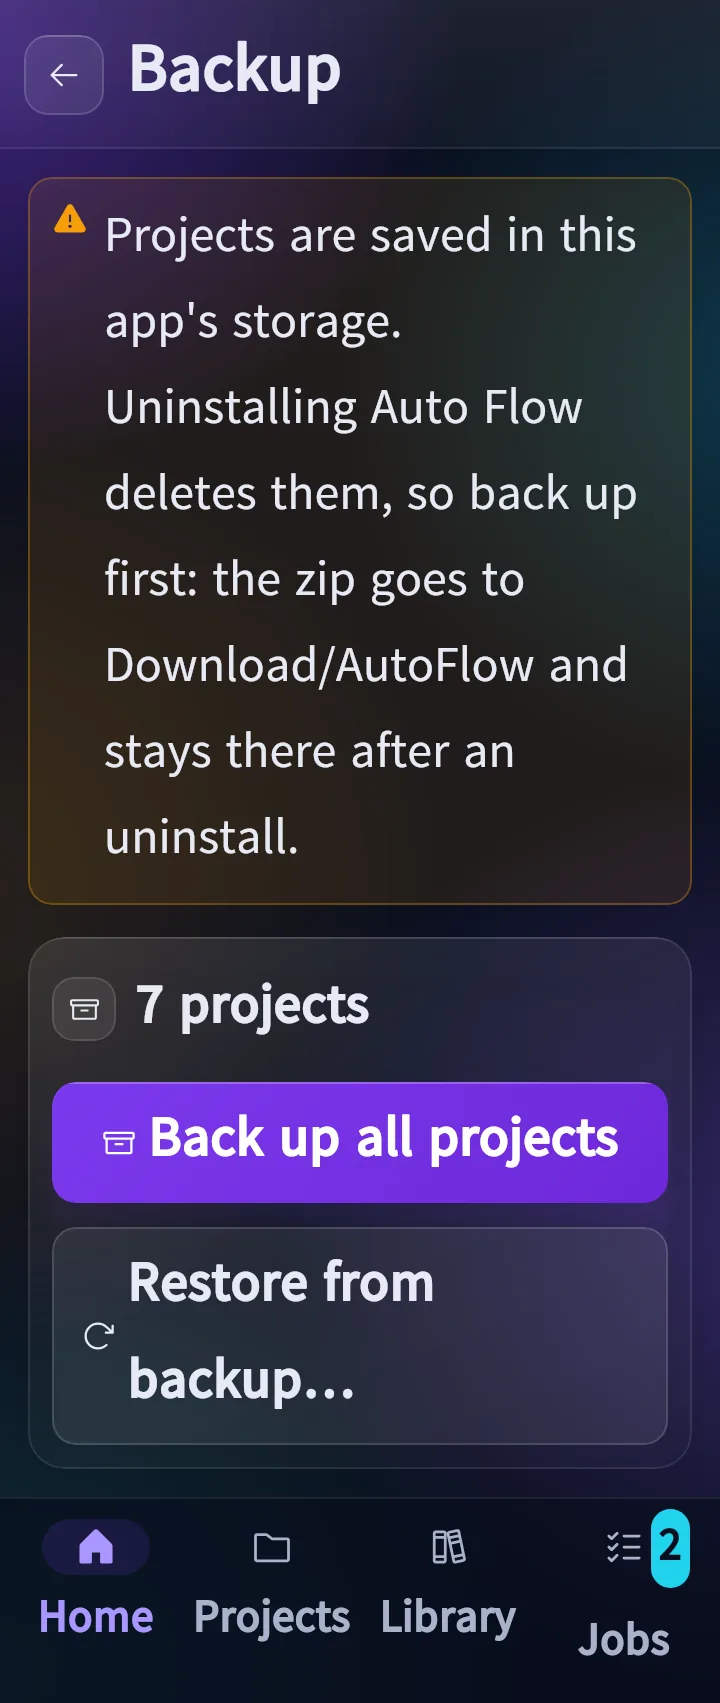 Backup
Projects are saved in this
app's storage.
Uninstalling Auto Flow
deletes them, so back up
first: the zip goes to
Download/AutoFlow and
stays there after an
uninstall.
7 projects
Back up all projects
Restore from
backup...
2
Home
Projects
Library
Jobs